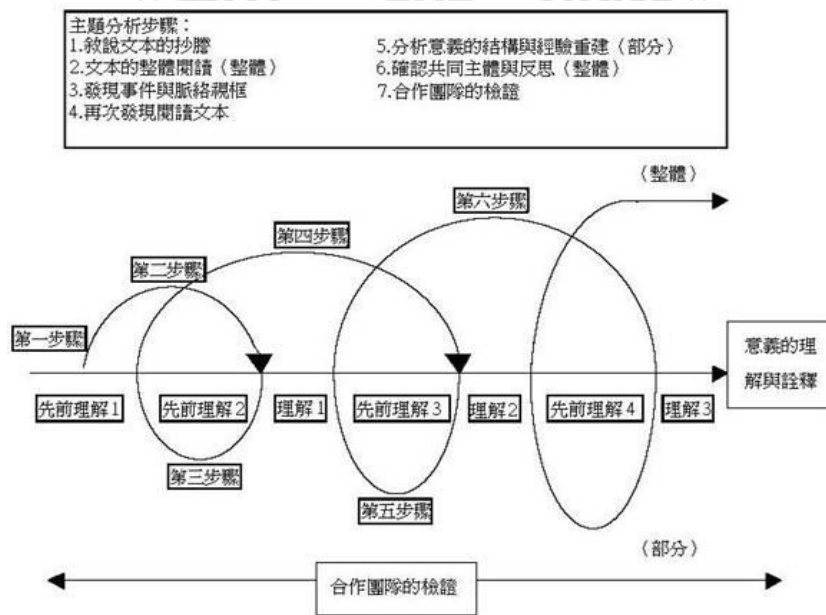 主題分析步驟：
1.敘說文本的抄謄
2.文本的整體閱讀（整體）
3.發現事件與脈絡視框
4.再次發現閱讀文本
5.分析意義的結構與經驗重建（部分）
6.確認共同主体與反思（整體）
7.合作團隊的檢證
（整體）
第六步驟
第四步驟
第二步驟
第一步驟
意義的理
解與詮釋
先前理解1
先前理解2
理解1
先前理解3
理解2
先前理解4
理解3
第三步驟
第五步驟
（部分）
合作團隊的檢證